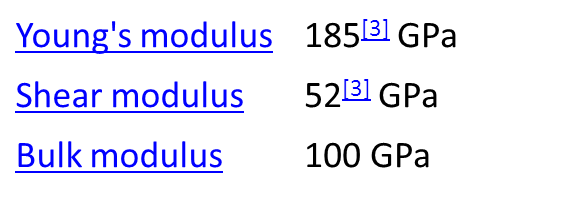 Young's modulus 185[3] GPa
Shear modulus 52[3] GPa
Bulk modulus 100 GPa